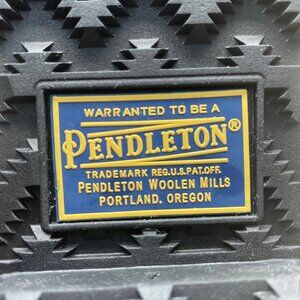 WARRANTED TO BE A
PENDLETON®
TRADEMARK REG.U.S.PAT.OFF.
PENDLETON WOOLEN MILLS
PORTLAND, OREGON